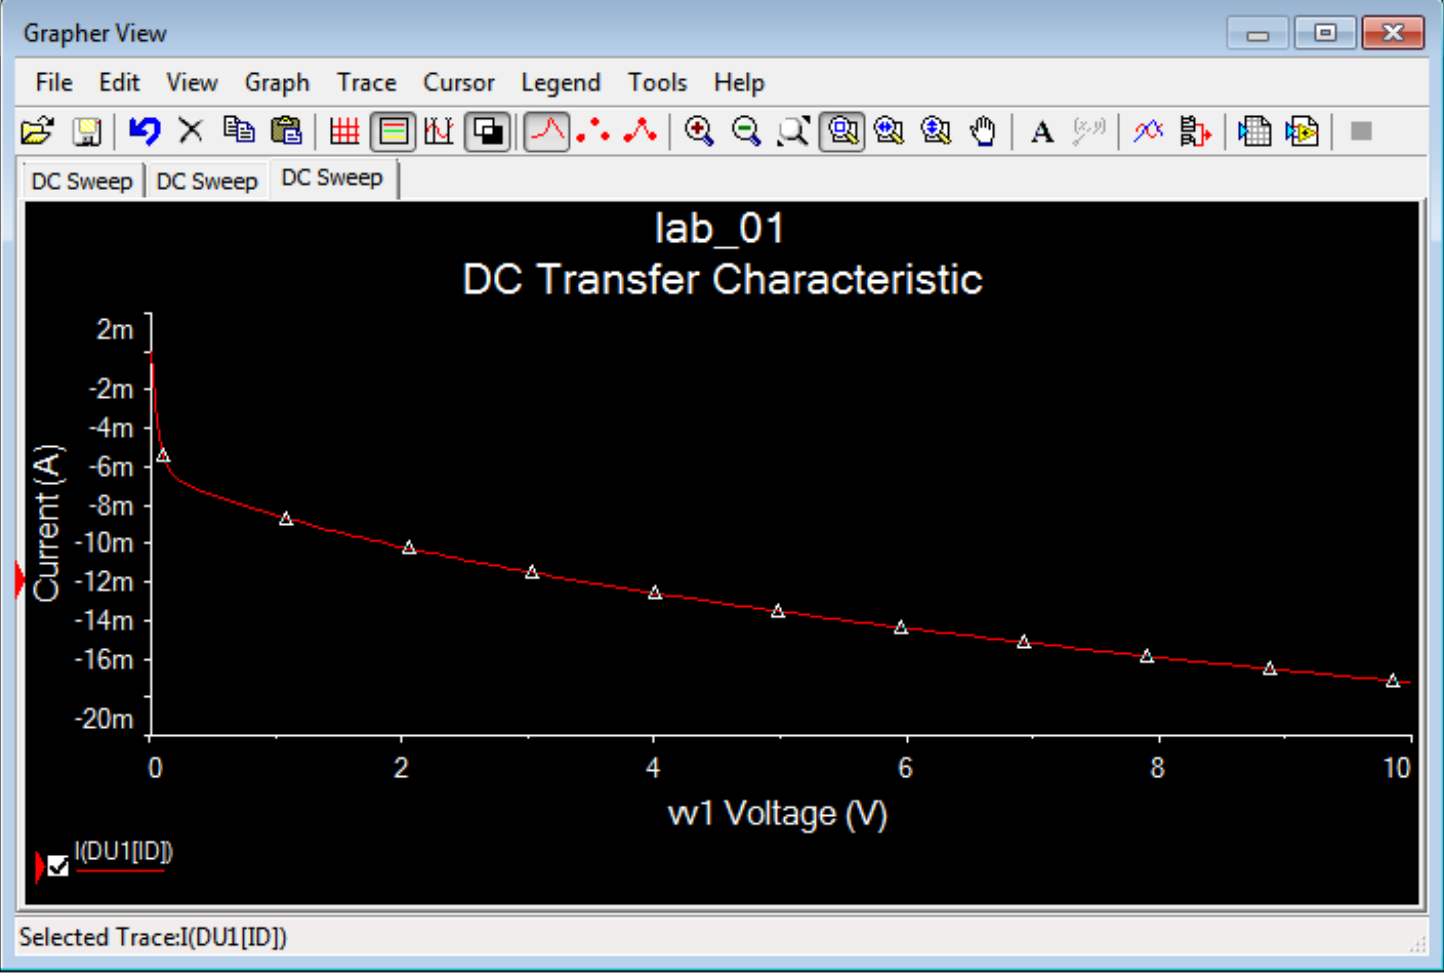 Grapher View
File Edit View Graph Trace Cursor Legend Tools Help
A (x,y)
DC Sweep DC Sweep DC Sweep
lab_01
DC Transfer Characteristic
2m
-2m
-4m
-6m
-8m
-10m
-12m
-14m
-16m
-20m
Current (A)
0 2 4 6 8 10
vv1 Voltage (V)
I(DU1[ID])
Selected Trace:I(DU1[ID])